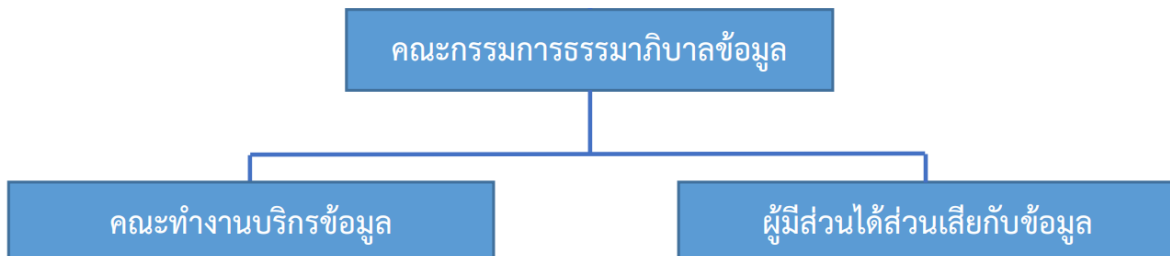 คณะกรรมการธรรมาภิบาลข้อมูล
คณะทำงานบริกรข้อมูล
ผู้มีส่วนได้ส่วนเสียกับข้อมูล